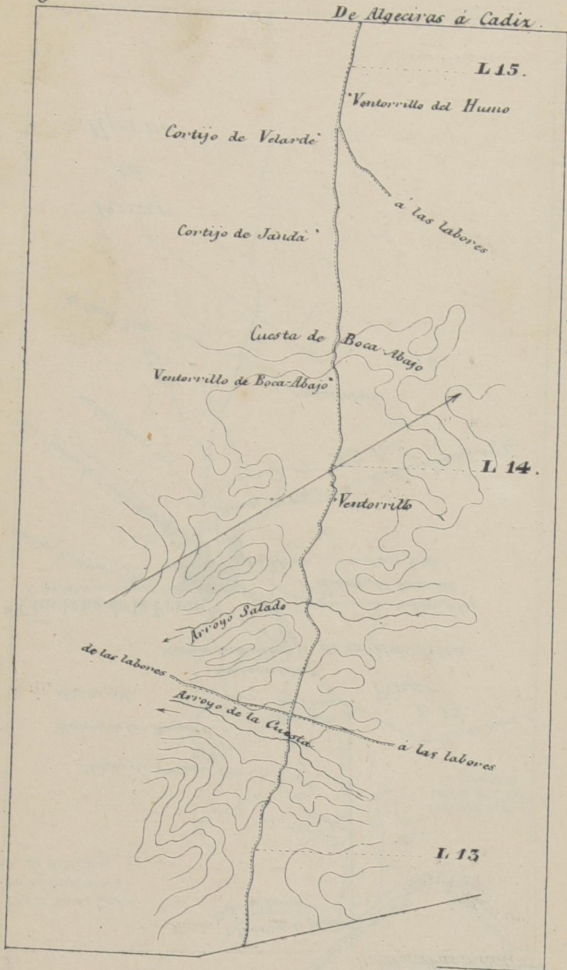 De Algeciras á Cadiz.
L 15.
Ventorrillo del Humo
Cortijo de Velarde
á las labores
Cortijo de Janda
Cuesta de Boca-Abajo
Ventorrillo de Boca-Abajo
L 14.
Ventorrillo
Arroyo Salado
de las labores
Arroyo de la Cuesta
á las labores
L 13